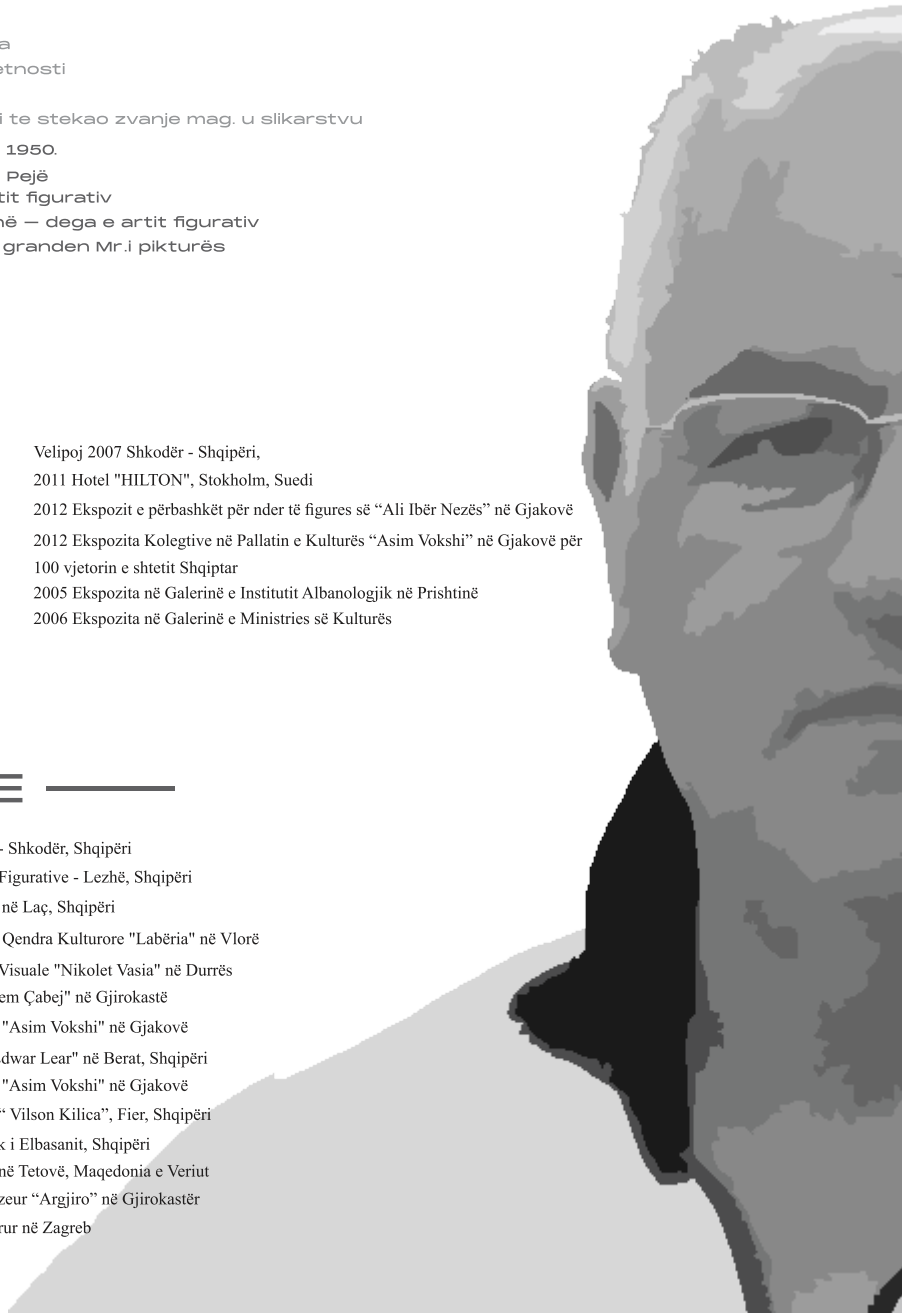 a
etnosti
i te stekao zvanje mag. u slikarstvu
1950.
Pejë
tit figurativ
në – dega e artit figurativ
granden Mr.i pikturës
Velipoj 2007 Shkodër - Shqipëri,
2011 Hotel "HILTON", Stokholm, Suedi
2012 Ekspozit e përbashkët për nder të figures së “Ali Ibër Nezës” në Gjakovë
2012 Ekspozita Kolegtive në Pallatin e Kulturës “Asim Vokshi” në Gjakovë për
100 vjetorin e shtetit Shqiptar
2005 Ekspozita në Galerinë e Institutit Albanologjik në Prishtinë
2006 Ekspozita në Galerinë e Ministries së Kulturës
E
- Shkodër, Shqipëri
Figurative - Lezhë, Shqipëri
në Laç, Shqipëri
Qendra Kulturore "Labëria" në Vlorë
Visuale "Nikolet Vasia" në Durrës
em Çabej" në Gjirokastë
"Asim Vokshi" në Gjakovë
dwar Lear" në Berat, Shqipëri
"Asim Vokshi" në Gjakovë
“ Vilson Kilica”, Fier, Shqipëri
k i Elbasanit, Shqipëri
në Tetovë, Maqedonia e Veriut
zeur “Argjiro” në Gjirokastër
rur në Zagreb